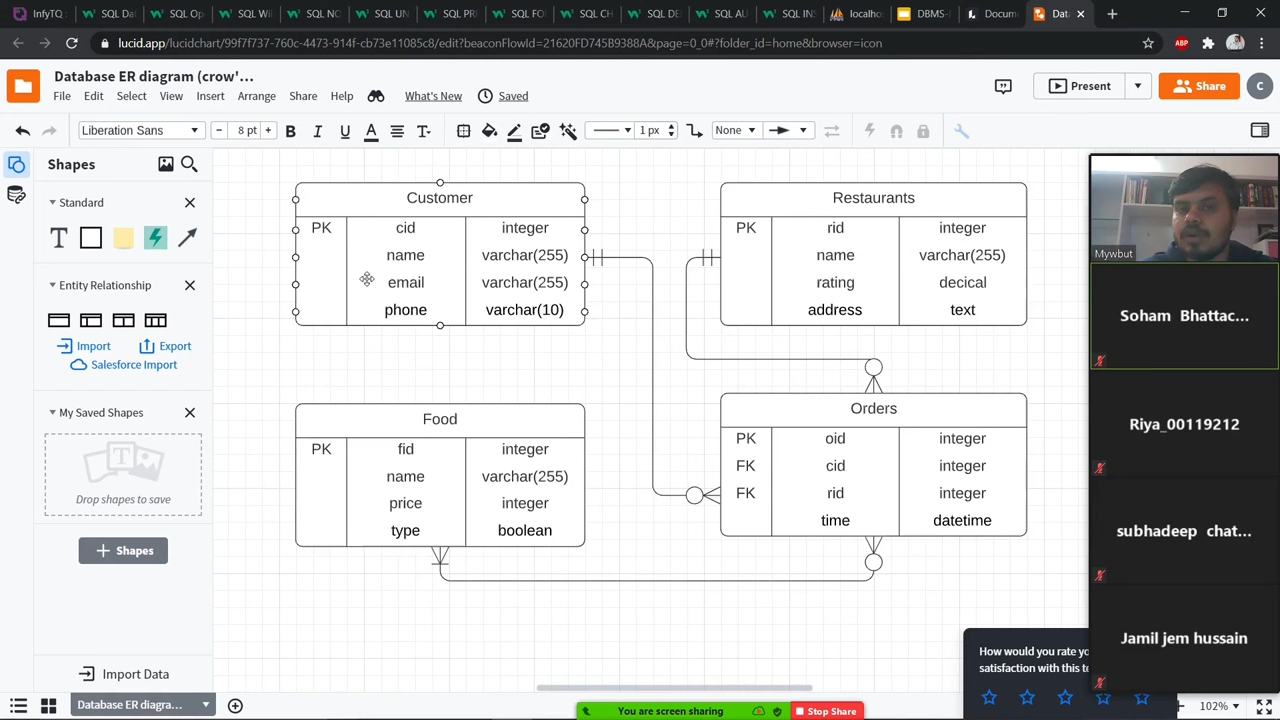 InfyTQ :
SQL Da
SQL Op
SQL Wi
SQL NO
SQL UN
SQL PR
SQL FO
SQL CH
SQL DE
SQL AU
SQL INS
localho
DBMS-
Docum
Data
lucid.app/lucidchart/99f7f737-760c-4473-914f-cb73e11085c8/edit?beaconFlowId=21620FD745B9388A&page=0_0#?folder_id=home&browser=icon
ABP
Database ER diagram (crow'...
File Edit Select View Insert Arrange Share Help What's New Saved
Present
Share
C
Liberation Sans
− 8 pt +
B I U A T
1 px
None
Shapes
Standard
T
Entity Relationship
Import Export
Salesforce Import
My Saved Shapes
Drop shapes to save
+ Shapes
Import Data
Customer
PK cid integer
name varchar(255)
email varchar(255)
phone varchar(10)
Restaurants
PK rid integer
name varchar(255)
rating decical
address text
Food
PK fid integer
name varchar(255)
price integer
type boolean
Orders
PK oid integer
FK cid integer
FK rid integer
time datetime
Mywbut
Soham Bhattac...
Riya_00119212
subhadeep chat...
Jamil jem hussain
How would you rate yo
satisfaction with this te
Database ER diagra...
You are screen sharing
Stop Share
102%